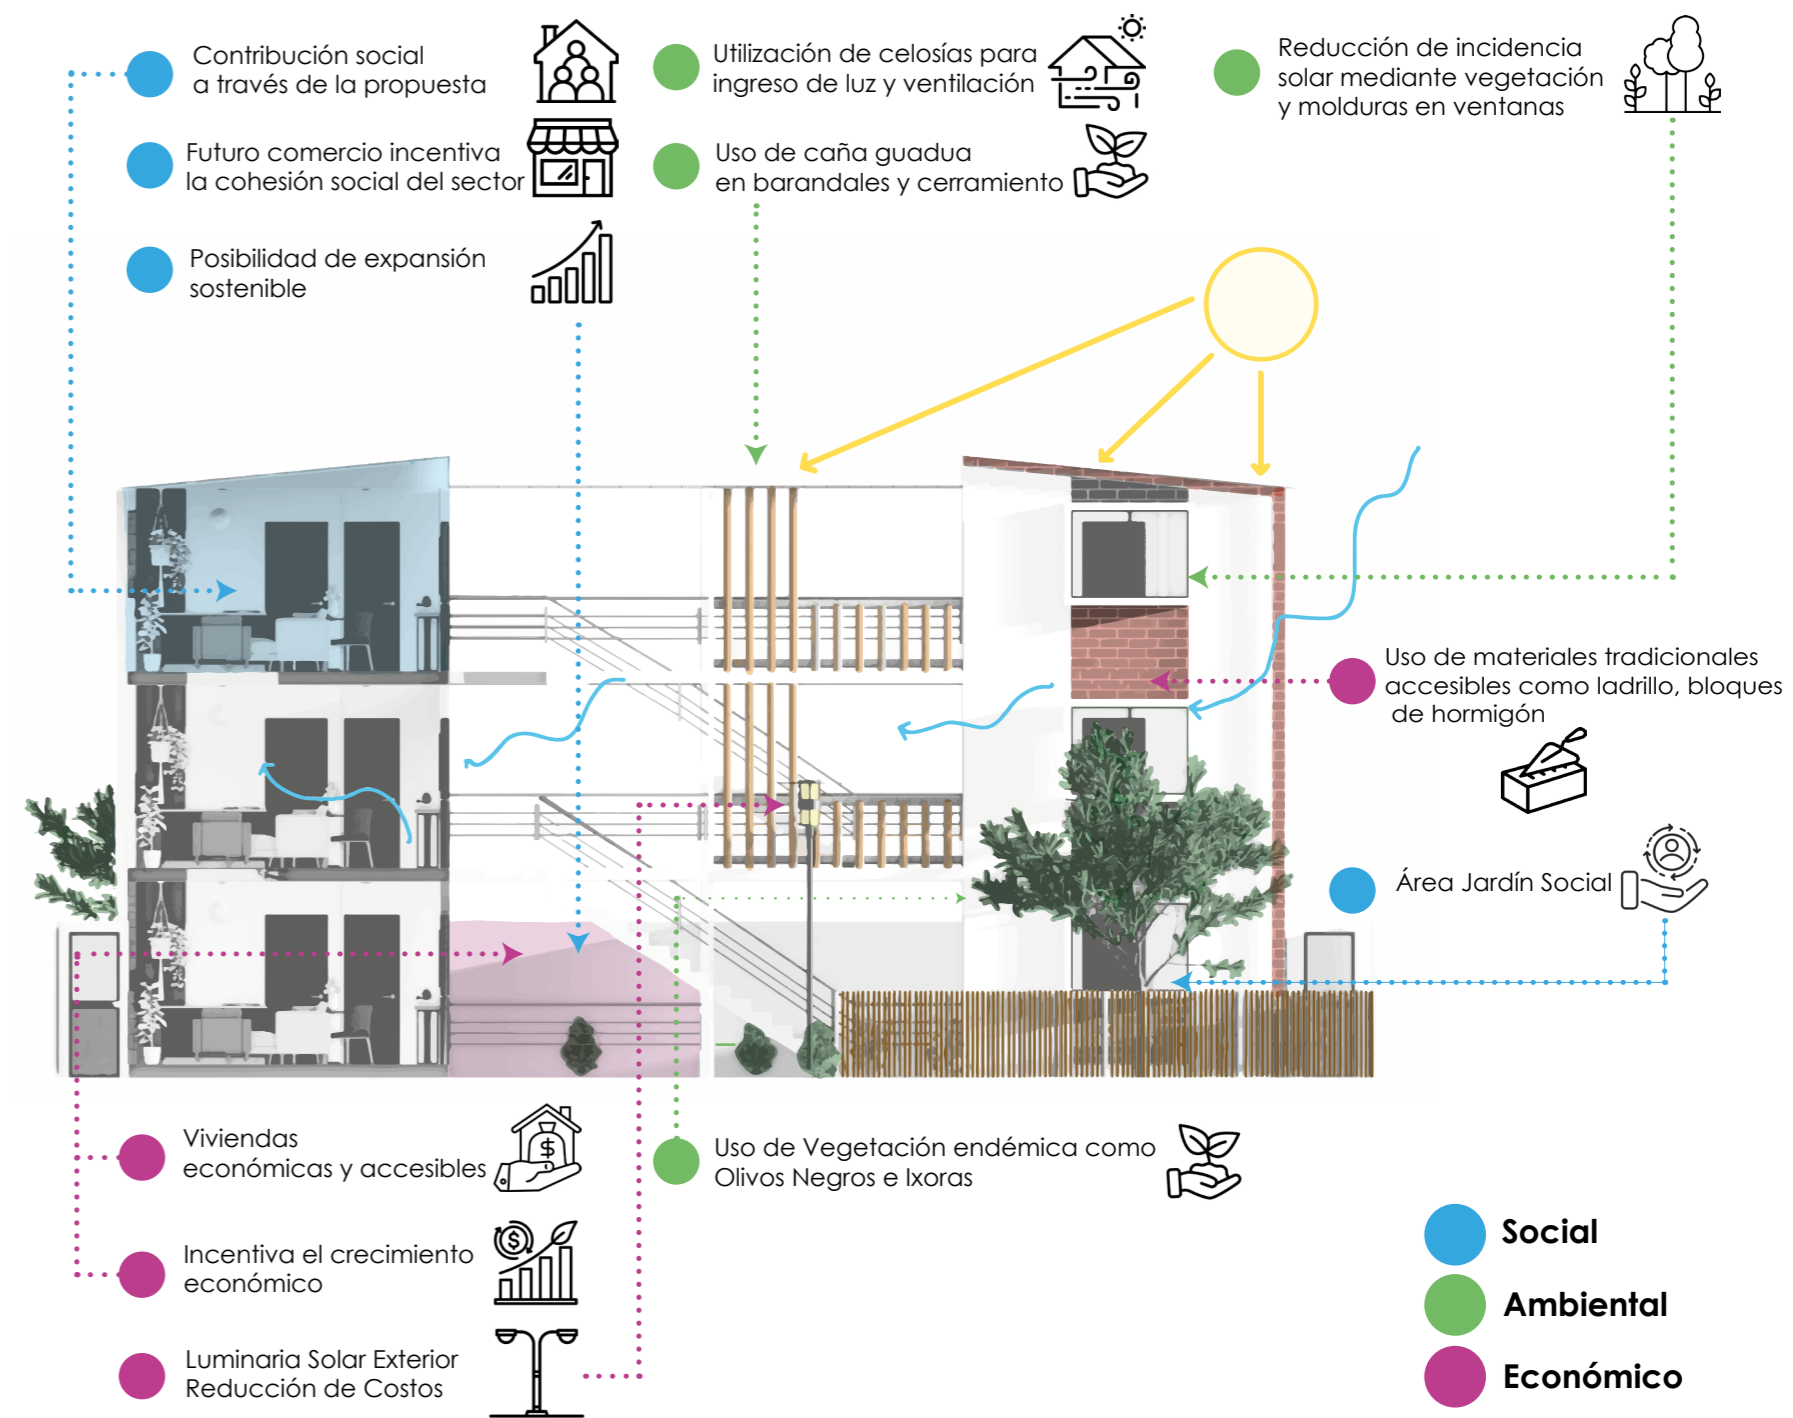 Contribución social
a través de la propuesta
Futuro comercio incentiva
la cohesión social del sector
Posibilidad de expansión
sostenible
Utilización de celosías para
ingreso de luz y ventilación
Uso de caña guadua
en barandales y cerramiento
Reducción de incidencia
solar mediante vegetación
y molduras en ventanas
Uso de materiales tradicionales
accesibles como ladrillo, bloques
de hormigón
Área Jardín Social
Viviendas
económicas y accesibles
$
Incentiva el crecimiento
económico
$
Luminaria Solar Exterior
Reducción de Costos
Uso de Vegetación endémica como
Olivos Negros e Ixoras
Social
Ambiental
Económico